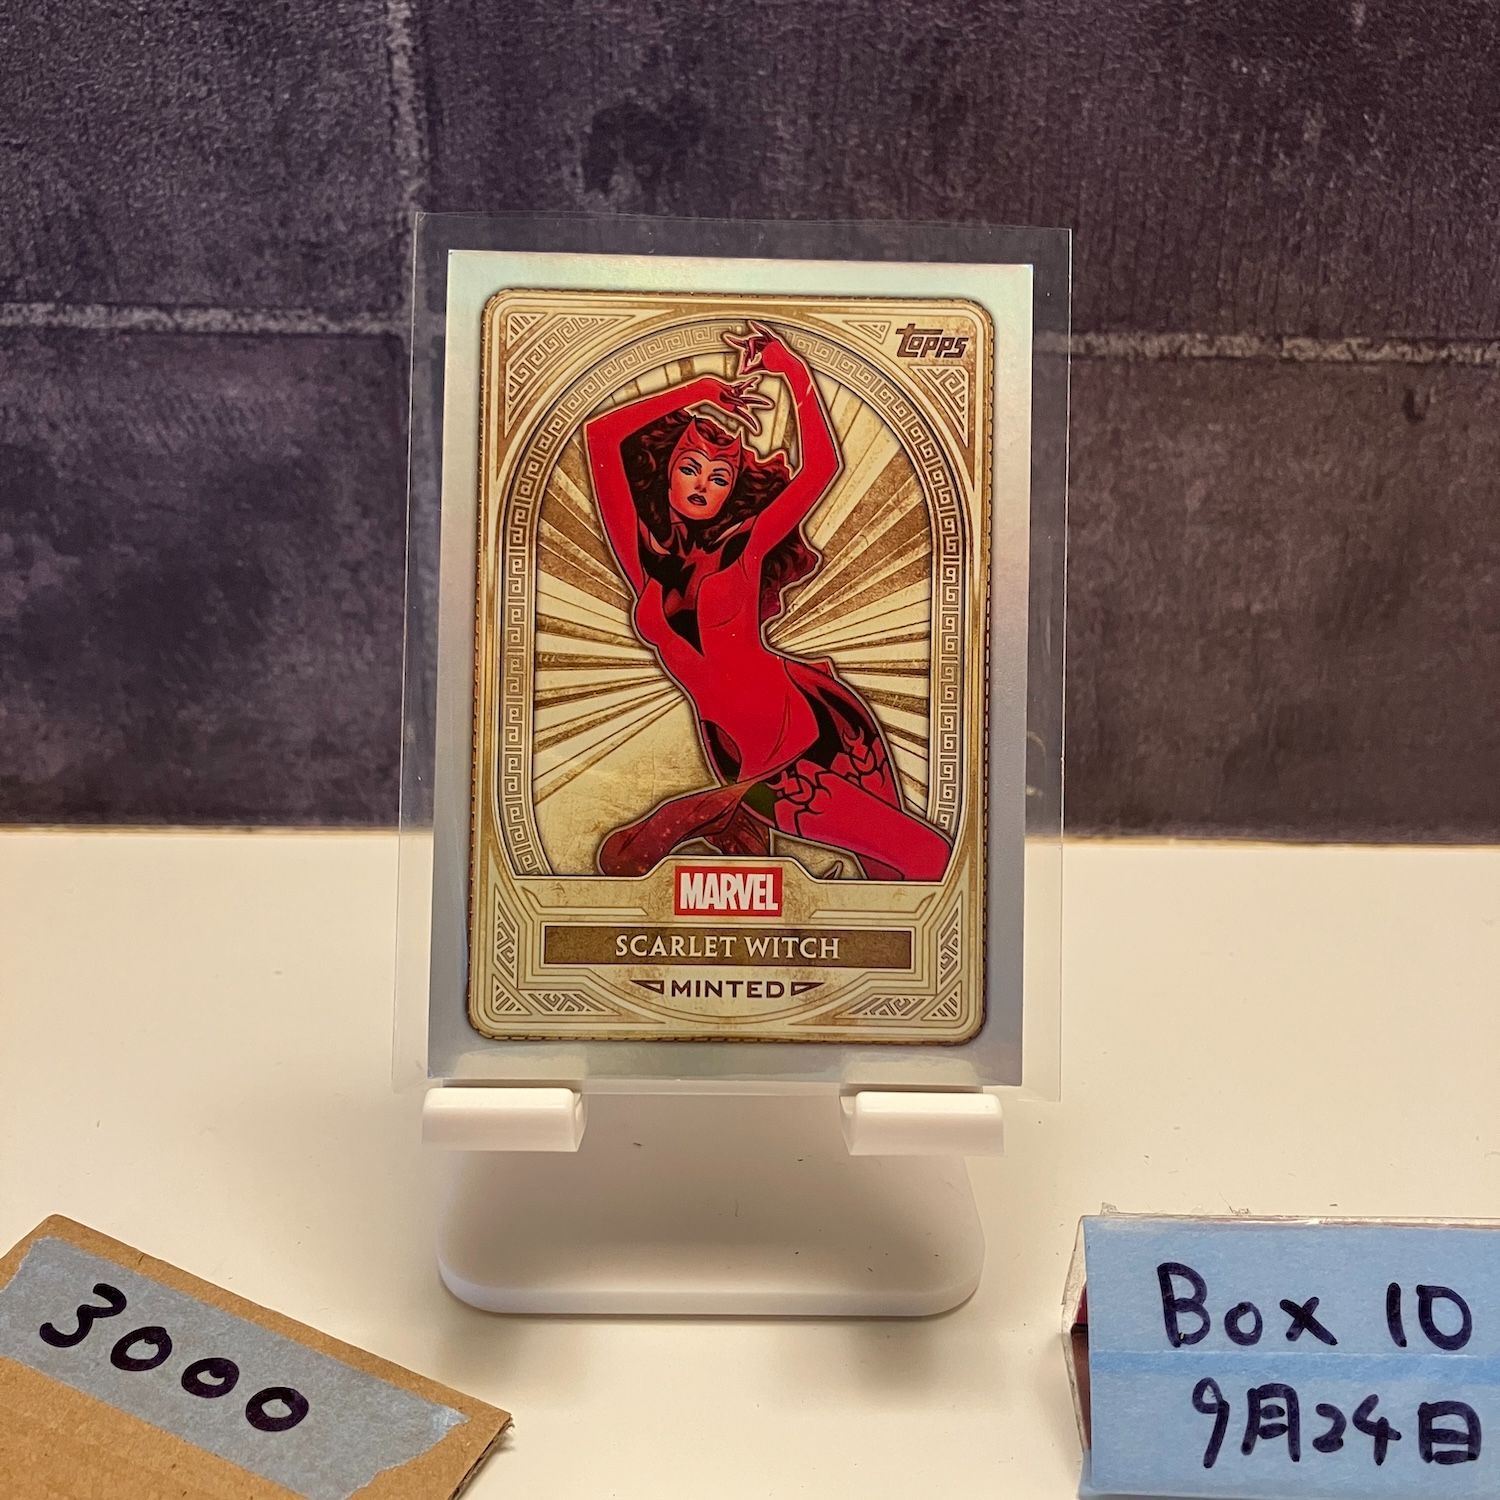 Topps
MARVEL
SCARLET WITCH
MINTED
3000
Box 10
9月24日